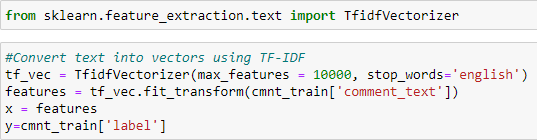 from sklearn.feature_extraction.text import TfidfVectorizer
#Convert text into vectors using TF-IDF
tf_vec = TfidfVectorizer(max_features = 10000, stop_words='english')
features = tf_vec.fit_transform(cmnt_train['comment_text'])
x = features
y=cmnt_train['label']